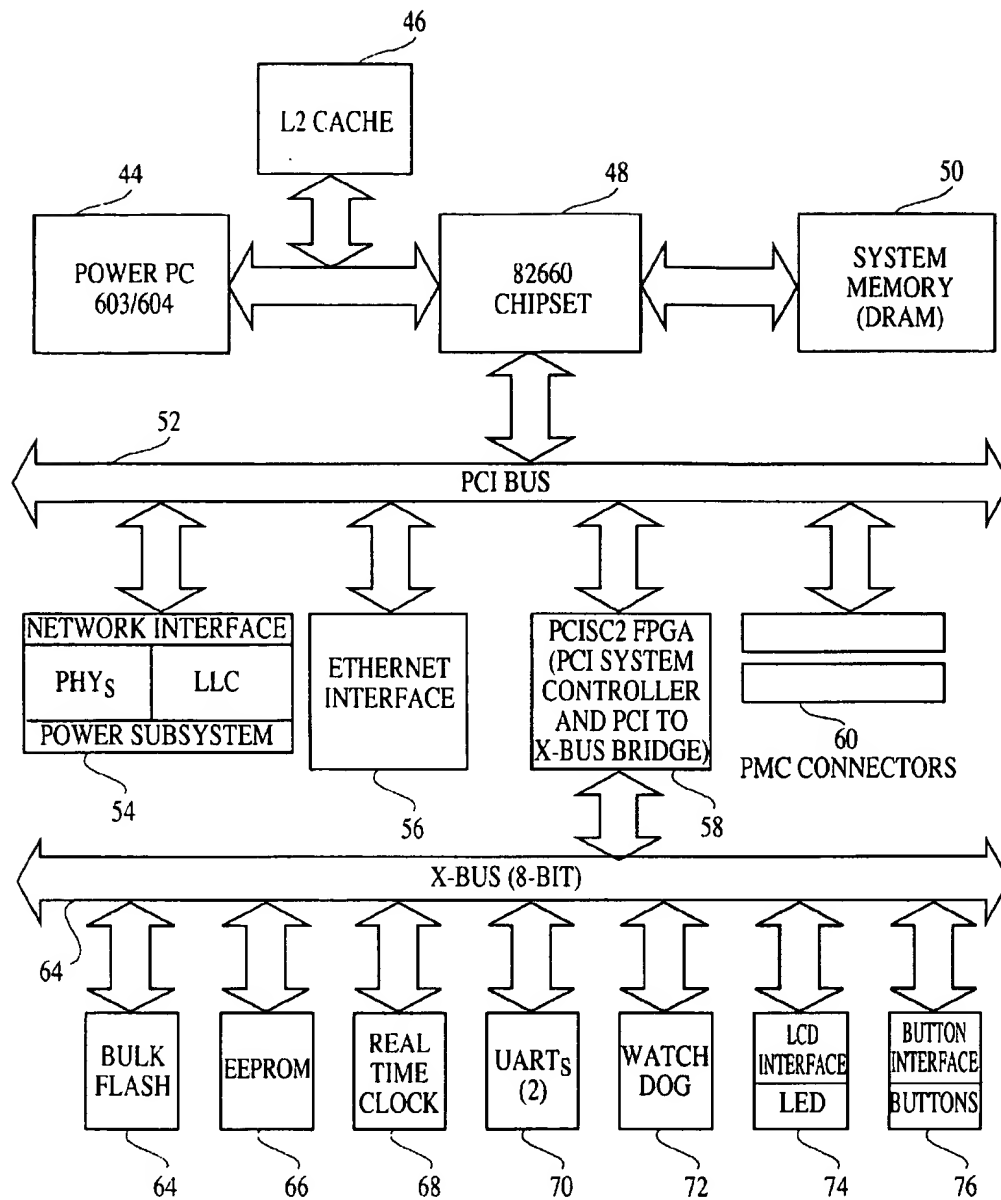 46
L2 CACHE
44
48
50
POWER PC
603/604
82660
CHIPSET
SYSTEM
MEMORY
(DRAM)
52
PCI BUS
NETWORK INTERFACE
PHYS
LLC
POWER SUBSYSTEM
ETHERNET
INTERFACE
PCISC2 FPGA
(PCI SYSTEM
CONTROLLER
AND PCI TO
X-BUS BRIDGE)
60
PMC CONNECTORS
54
56
58
X-BUS (8-BIT)
64
BULK
FLASH
EEPROM
REAL
TIME
CLOCK
UARTS
(2)
WATCH
DOG
LCD
INTERFACE
LED
BUTTON
INTERFACE
BUTTONS
64
66
68
70
72
74
76